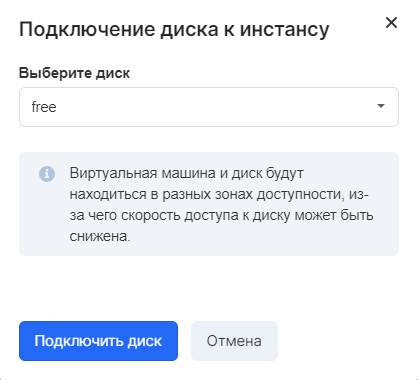 Подключение диска к инстансу
Выберите диск
free
Виртуальная машина и диск будут
находиться в разных зонах доступности, из-
за чего скорость доступа к диску может быть
снижена.
Подключить диск
Отмена